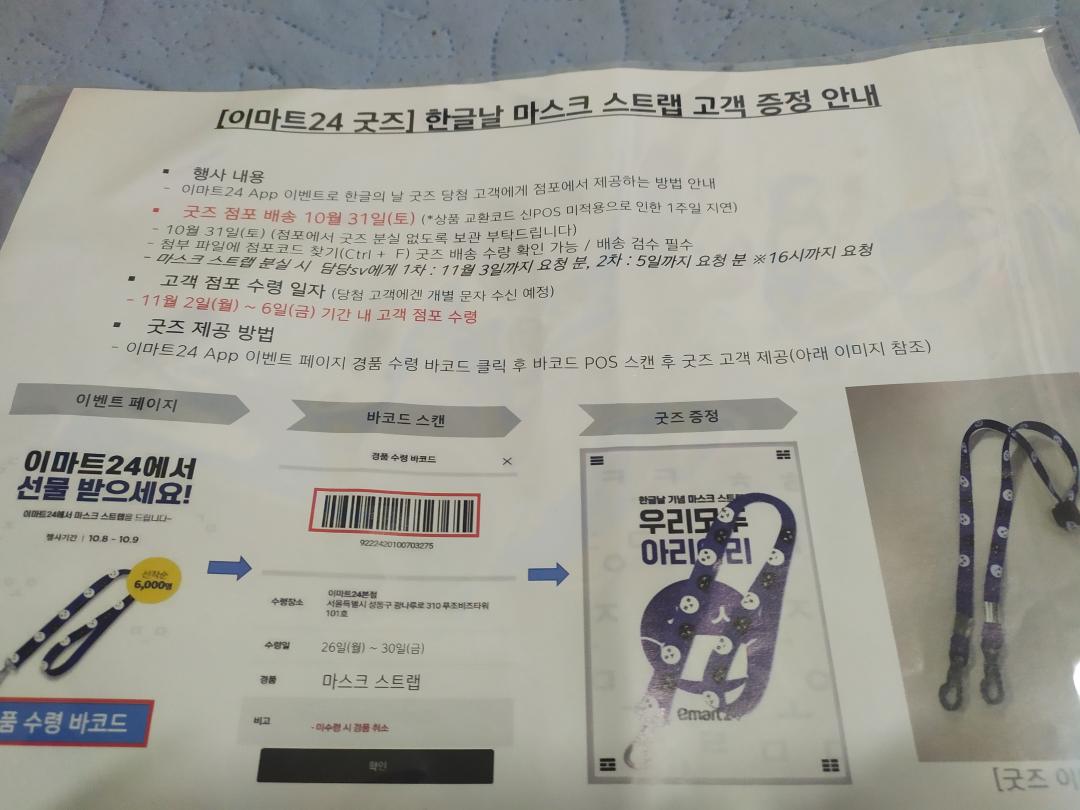 [이마트24 굿즈] 한글날 마스크 스트랩 고객 증정 안내
▪ 행사 내용
- 이마트24 App 이벤트로 한글의 날 굿즈 당첨 고객에게 점포에서 제공하는 방법 안내
▪ 굿즈 점포 배송 10월 31일(토) (*상품 교환코드 신POS 미적용으로 인한 1주일 지연)
- 10월 31일(토) (점포에서 굿즈 분실 없도록 보관 부탁드립니다)
- 첨부 파일에 점포코드 찾기(Ctrl + F) 굿즈 배송 수량 확인 가능 / 배송 검수 필수
- 마스크 스트랩 분실 시 담당sv에게 1차 : 11월 3일까지 요청 분, 2차 : 5일까지 요청 분 ※16시까지 요청
▪ 고객 점포 수령 일자 (당첨 고객에겐 개별 문자 수신 예정)
- 11월 2일(월) ~ 6일(금) 기간 내 고객 점포 수령
▪ 굿즈 제공 방법
- 이마트24 App 이벤트 페이지 경품 수령 바코드 클릭 후 바코드 POS 스캔 후 굿즈 고객 제공(아래 이미지 참조)
이벤트 페이지
이마트24에서
선물 받으세요!
이마트24에서 마스크 스트랩을 드립니다~
행사기간 | 10.8 - 10.9
선착순
6,000명
품 수령 바코드
바코드 스캔
경품 수령 바코드 ×
9222420100703275
수령장소 이마트24본점
서울특별시 성동구 광나루로 310 푸조비즈타워
101호
수령일 26일(월) ~ 30일(금)
경품 마스크 스트랩
비고 - 미수령 시 경품 취소
확인
굿즈 증정
한글날 기념 마스크 스트
우리모두
아리아리
emart24
[굿즈 이